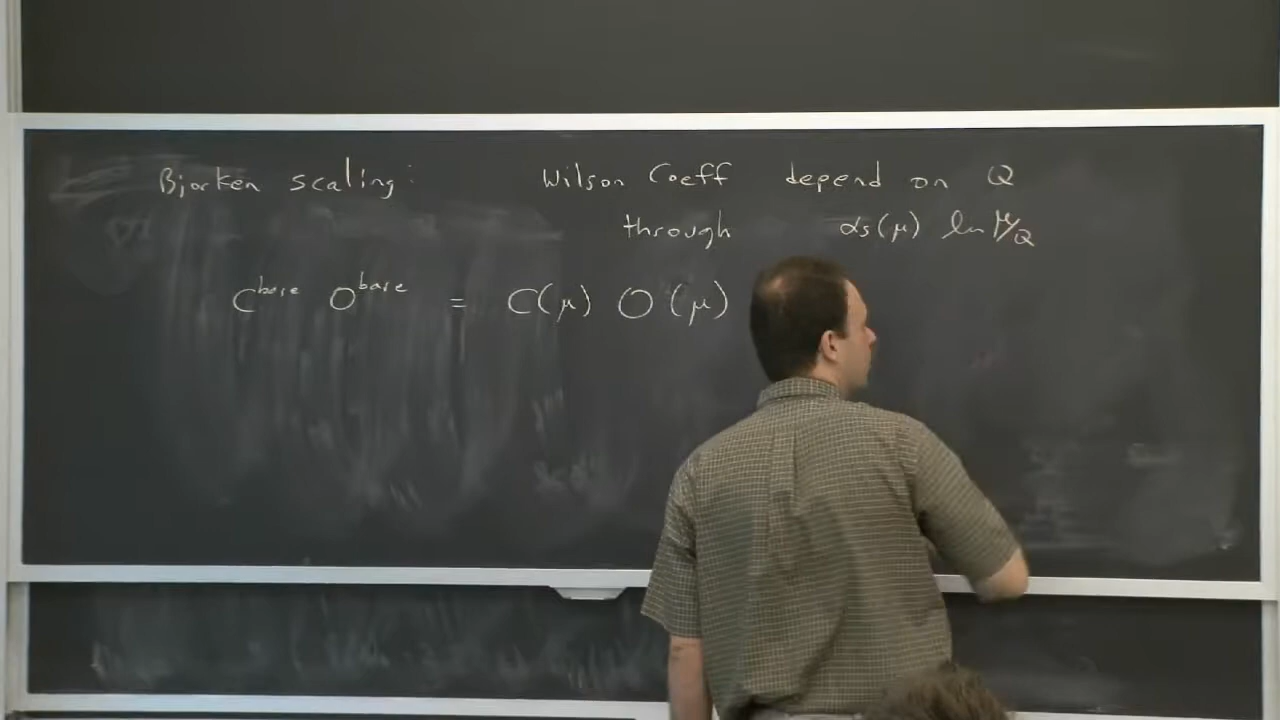 Bjorken scaling: Wilson Coeff depend on Q
through αs(μ) ln μ/Q
C^bare O^bare = C(μ) O(μ)